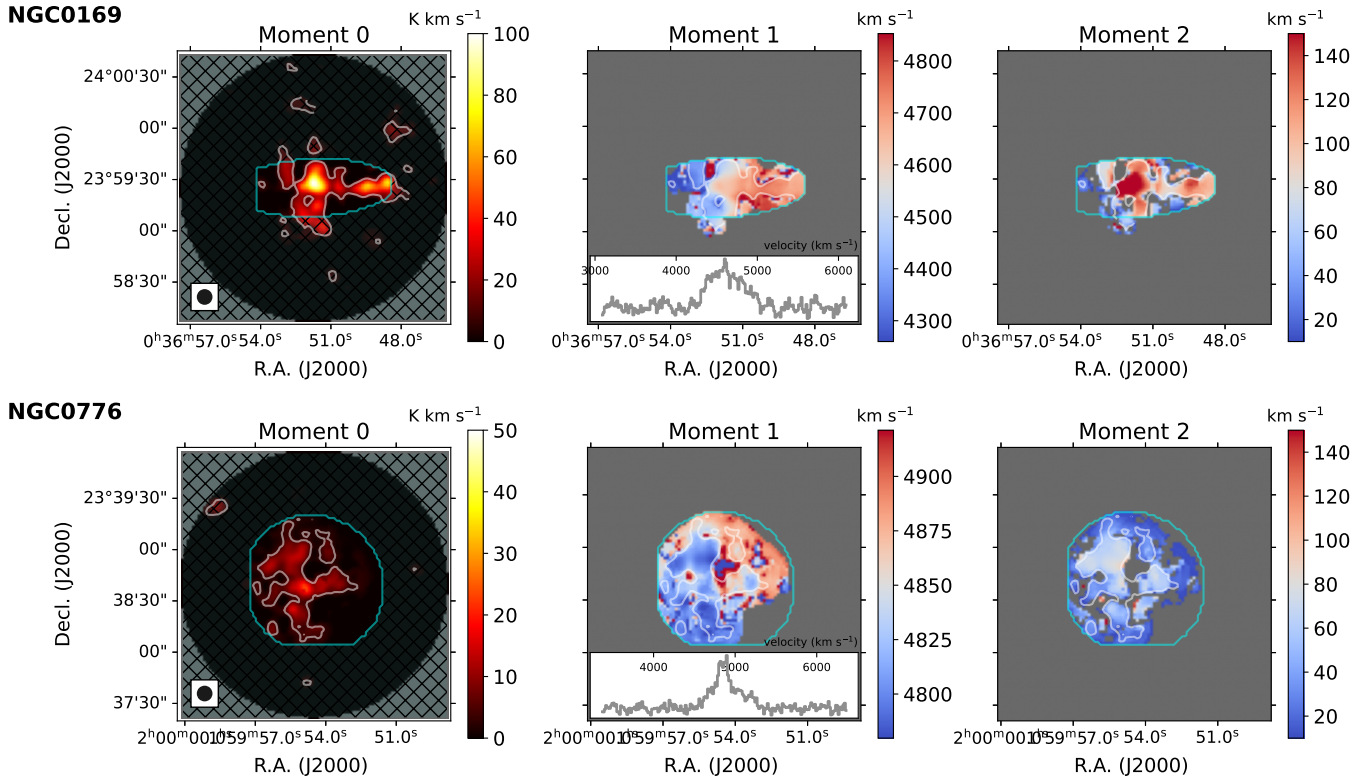 NGC0169
Moment 0
K km s⁻¹
Moment 1
km s⁻¹
Moment 2
km s⁻¹
Decl. (J2000)
24°00'30"
00"
23°59'30"
00"
58'30"
100
80
60
40
20
0
velocity (km s⁻¹)
3000 4000 5000 6000
4800
4700
4600
4500
4400
4300
140
120
100
80
60
40
20
0ʰ36ᵐ57.0ˢ 54.0ˢ 51.0ˢ 48.0ˢ
0ʰ36ᵐ57.0ˢ 54.0ˢ 51.0ˢ 48.0ˢ
0ʰ36ᵐ57.0ˢ 54.0ˢ 51.0ˢ 48.0ˢ
R.A. (J2000)
R.A. (J2000)
R.A. (J2000)
NGC0776
Moment 0
K km s⁻¹
Moment 1
km s⁻¹
Moment 2
km s⁻¹
Decl. (J2000)
23°39'30"
00"
38'30"
00"
37'30"
50
40
30
20
10
0
velocity (km s⁻¹)
4000 5000 6000
4900
4875
4850
4825
4800
140
120
100
80
60
40
20
57.0ˢ 54.0ˢ 51.0ˢ
57.0ˢ 54.0ˢ 51.0ˢ
57.0ˢ 54.0ˢ 51.0ˢ
R.A. (J2000)
R.A. (J2000)
R.A. (J2000)